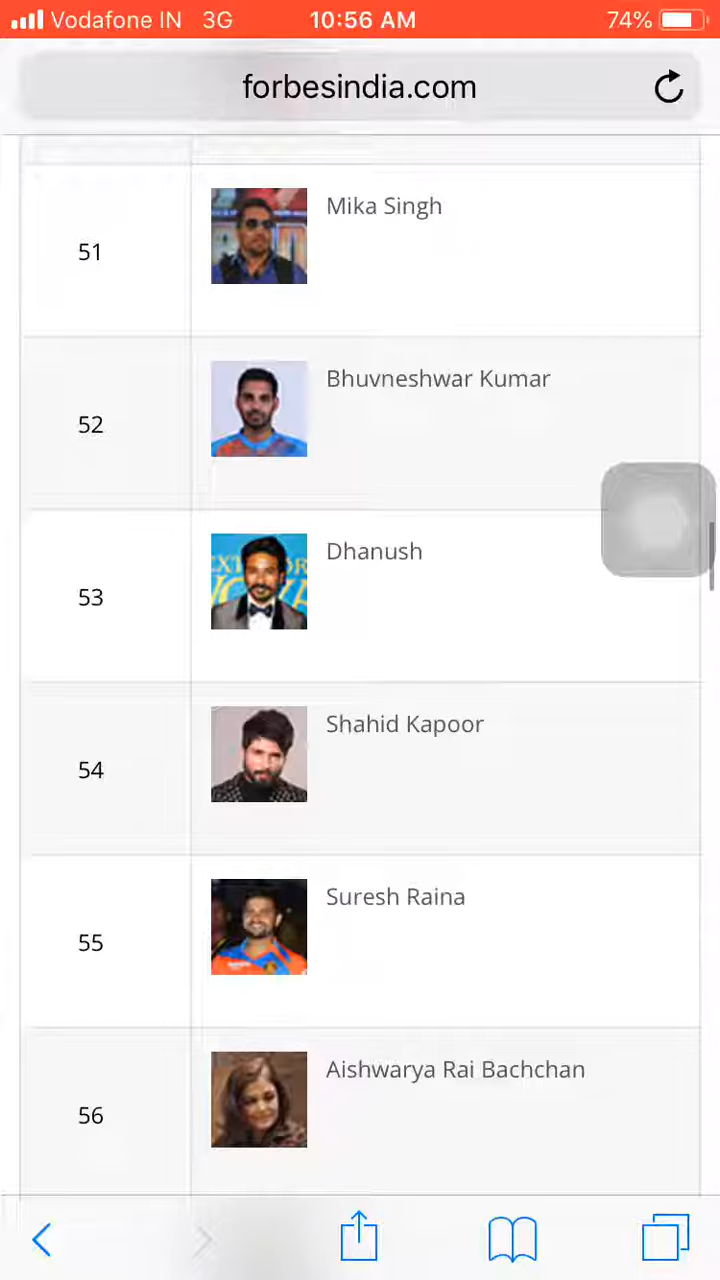 Vodafone IN 3G 10:56 AM 74%
forbesindia.com
51 Mika Singh
52 Bhuvneshwar Kumar
53 Dhanush
54 Shahid Kapoor
55 Suresh Raina
56 Aishwarya Rai Bachchan